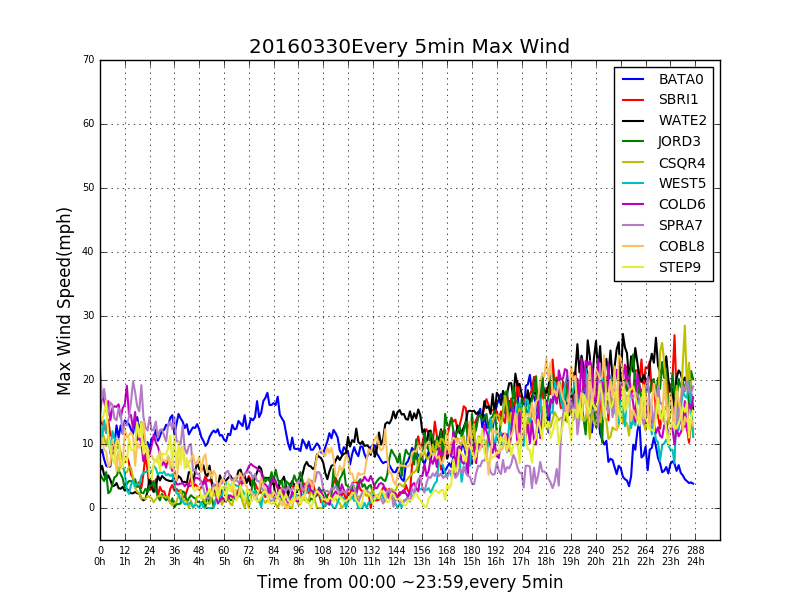 20160330Every 5min Max Wind
70
60
50
40
30
20
10
0
Max Wind Speed(mph)
BATA0
SBRI1
WATE2
JORD3
CSQR4
WEST5
COLD6
SPRA7
COBL8
STEP9
0 12 24 36 48 60 72 84 96 108 120 132 144 156 168 180 192 204 216 228 240 252 264 276 288
0h 1h 2h 3h 4h 5h 6h 7h 8h 9h 10h 11h 12h 13h 14h 15h 16h 17h 18h 19h 20h 21h 22h 23h 24h
Time from 00:00 ~23:59,every 5min